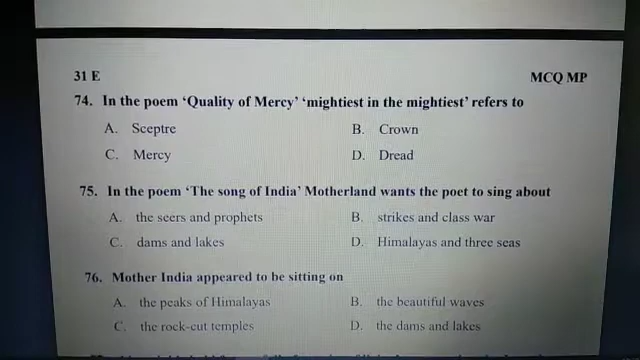 31 E MCQ MP
74. In the poem ‘Quality of Mercy’ ‘mightiest in the mightiest’ refers to
A. Sceptre B. Crown
C. Mercy D. Dread
75. In the poem ‘The song of India’ Motherland wants the poet to sing about
A. the seers and prophets B. strikes and class war
C. dams and lakes D. Himalayas and three seas
76. Mother India appeared to be sitting on
A. the peaks of Himalayas B. the beautiful waves
C. the rock-cut temples D. the dams and lakes